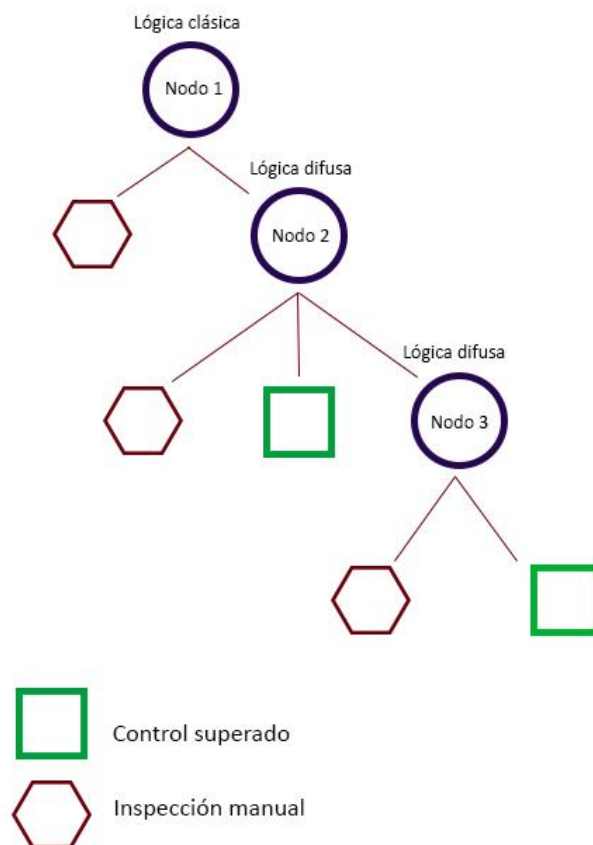 Lógica clásica
Nodo 1
Lógica difusa
Nodo 2
Lógica difusa
Nodo 3
Control superado
Inspección manual